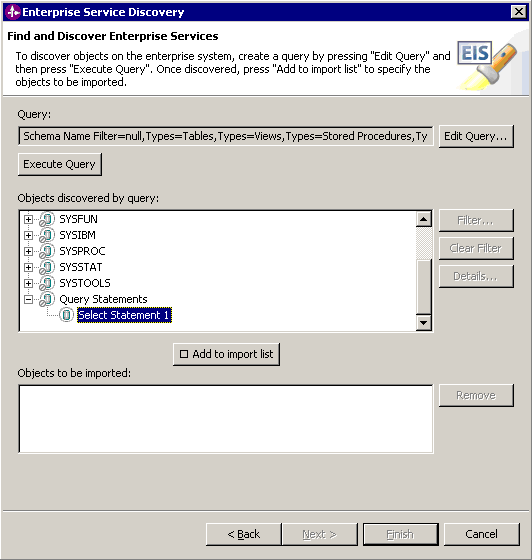 Enterprise Service Discovery
Find and Discover Enterprise Services
To discover objects on the enterprise system, create a query by pressing "Edit Query" and
then press "Execute Query". Once discovered, press "Add to import list" to specify the
objects to be imported.
EIS
Query:
Schema Name Filter=null,Types=Tables,Types=Views,Types=Stored Procedures,Ty
Edit Query...
Execute Query
Objects discovered by query:
SYSFUN
SYSIBM
SYSPROC
SYSSTAT
SYSTOOLS
Query Statements
Select Statement 1
Filter...
Clear Filter
Details...
Add to import list
Objects to be imported:
Remove
< Back
Next >
Finish
Cancel